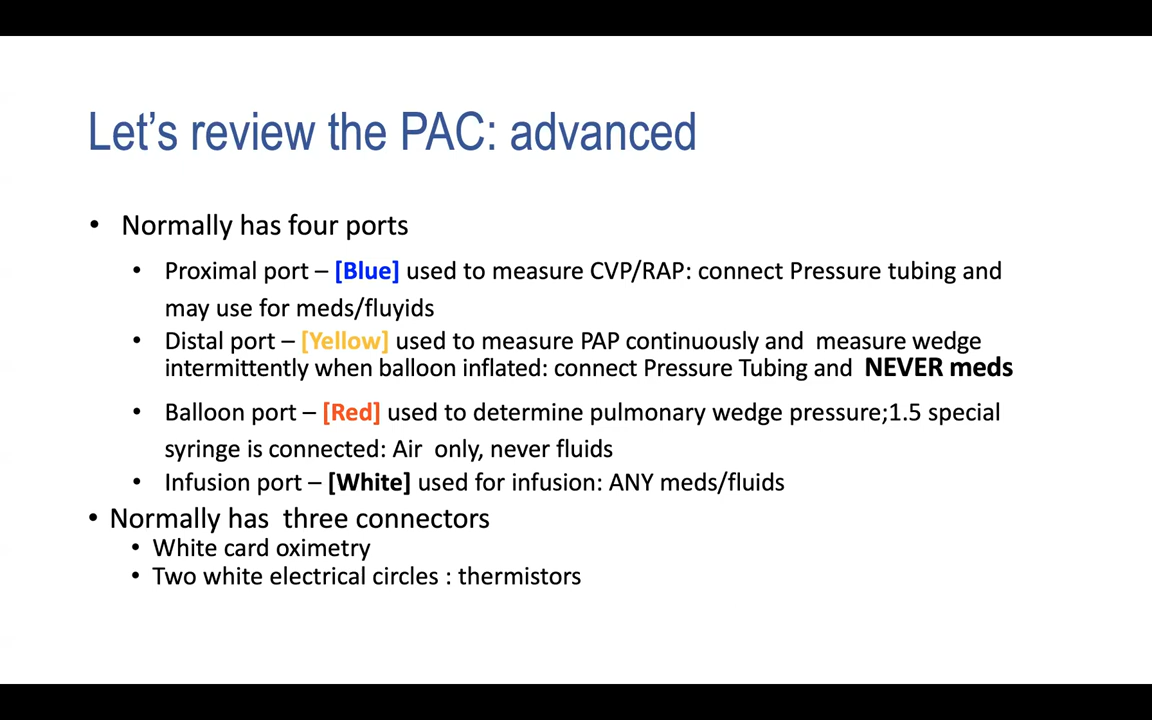 Let’s review the PAC: advanced
• Normally has four ports
• Proximal port – [Blue] used to measure CVP/RAP: connect Pressure tubing and
may use for meds/fluyids
• Distal port – [Yellow] used to measure PAP continuously and measure wedge
intermittently when balloon inflated: connect Pressure Tubing and NEVER meds
• Balloon port – [Red] used to determine pulmonary wedge pressure;1.5 special
syringe is connected: Air only, never fluids
• Infusion port – [White] used for infusion: ANY meds/fluids
• Normally has three connectors
• White card oximetry
• Two white electrical circles : thermistors